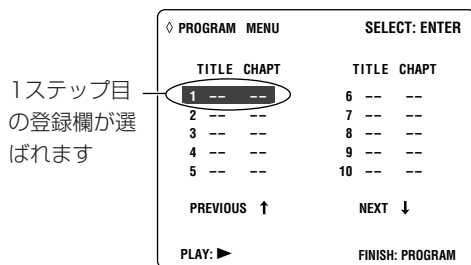 ◊ PROGRAM MENU SELECT: ENTER
TITLE CHAPT TITLE CHAPT
1ステップ目
の登録欄が選
ばれます
1 -- -- 6 -- --
2 -- -- 7 -- --
3 -- -- 8 -- --
4 -- -- 9 -- --
5 -- -- 10 -- --
PREVIOUS ↑ NEXT ↓
PLAY: ► FINISH: PROGRAM